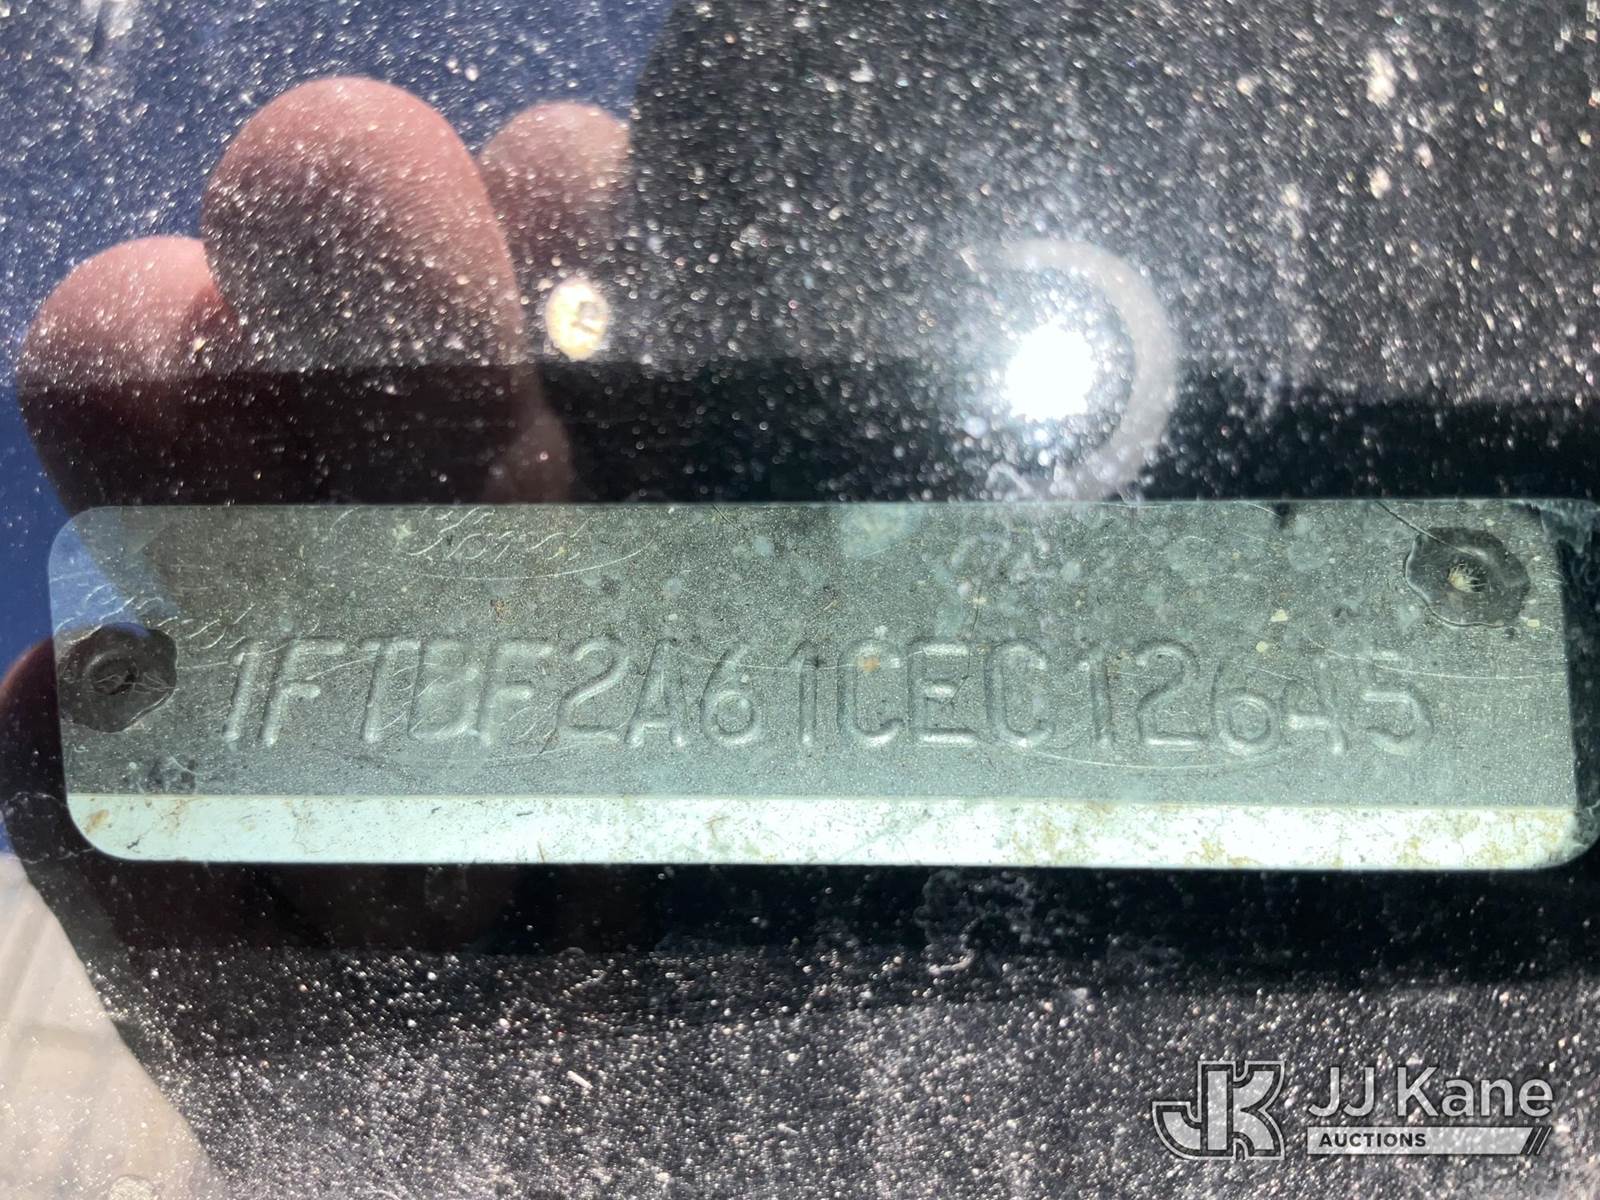 1FTBF2A61CEC12645
JJ Kane
AUCTIONS